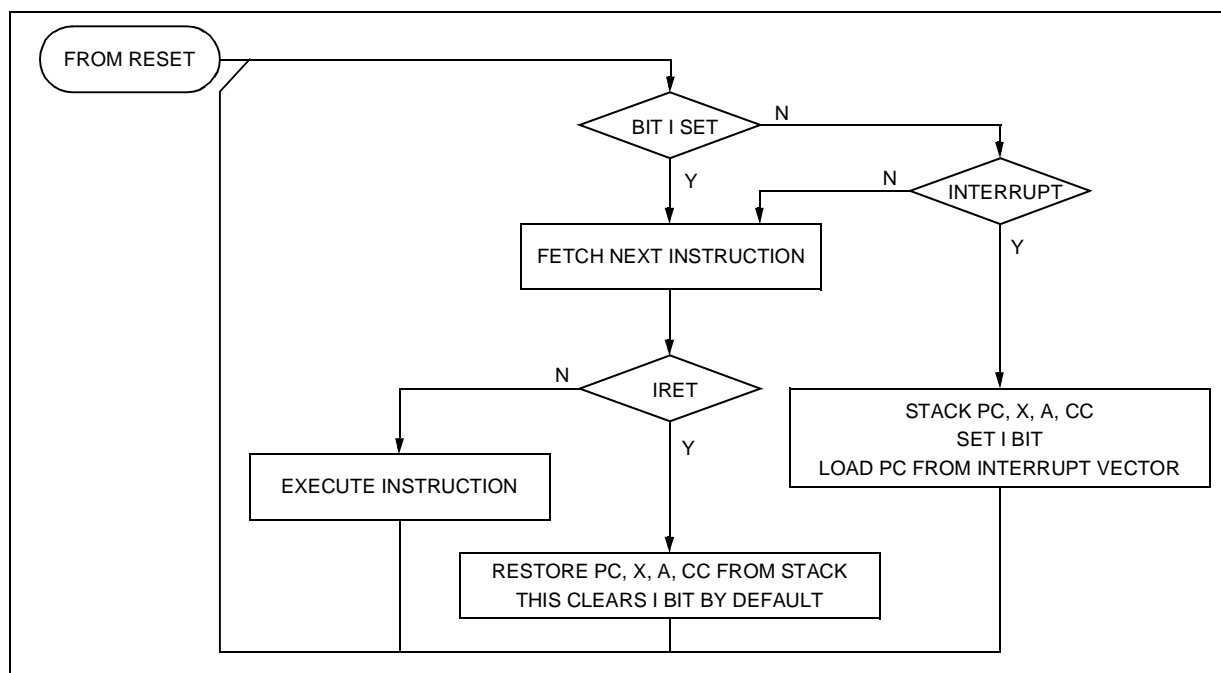 FROM RESET
BIT I SET
N
Y
N
INTERRUPT
Y
FETCH NEXT INSTRUCTION
N
IRET
Y
STACK PC, X, A, CC
SET I BIT
LOAD PC FROM INTERRUPT VECTOR
EXECUTE INSTRUCTION
RESTORE PC, X, A, CC FROM STACK
THIS CLEARS I BIT BY DEFAULT